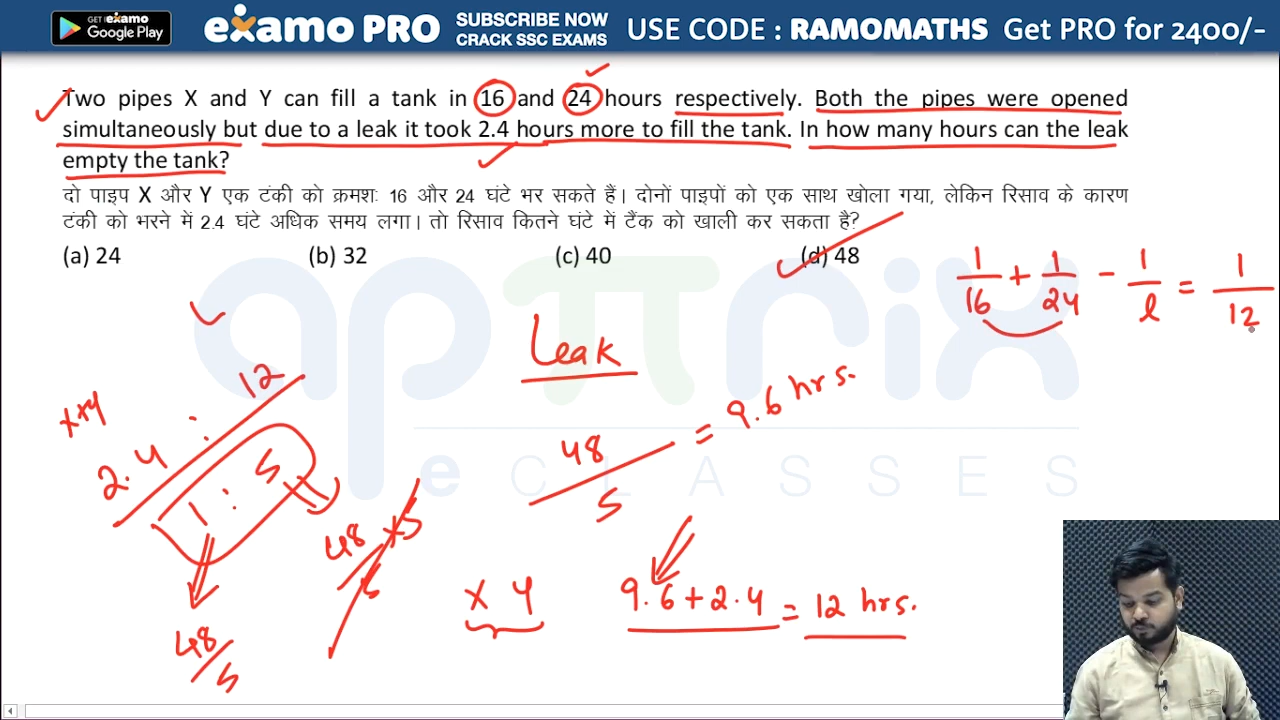 GET IT ON
Google Play
examo PRO
SUBSCRIBE NOW
CRACK SSC EXAMS
USE CODE : RAMOMATHS Get PRO for 2400/-
Two pipes X and Y can fill a tank in 16 and 24 hours respectively. Both the pipes were opened
simultaneously but due to a leak it took 2.4 hours more to fill the tank. In how many hours can the leak
empty the tank?
दो पाइप X और Y एक टंकी को क्रमशः 16 और 24 घंटे भर सकते हैं। दोनों पाइपों को एक साथ खोला गया, लेकिन रिसाव के कारण
टंकी को भरने में 2.4 घंटे अधिक समय लगा। तो रिसाव कितने घंटे में टैंक को खाली कर सकता है?
(a) 24 (b) 32 (c) 40 (d) 48
1/16 + 1/24 - 1/l = 1/12
Leak
x+y
2.4 : 12
1 : 5
48/5 = 9.6 hrs.
48/5
48 x5
X Y
9.6 + 2.4 = 12 hrs.
aptrix
e CLASSES